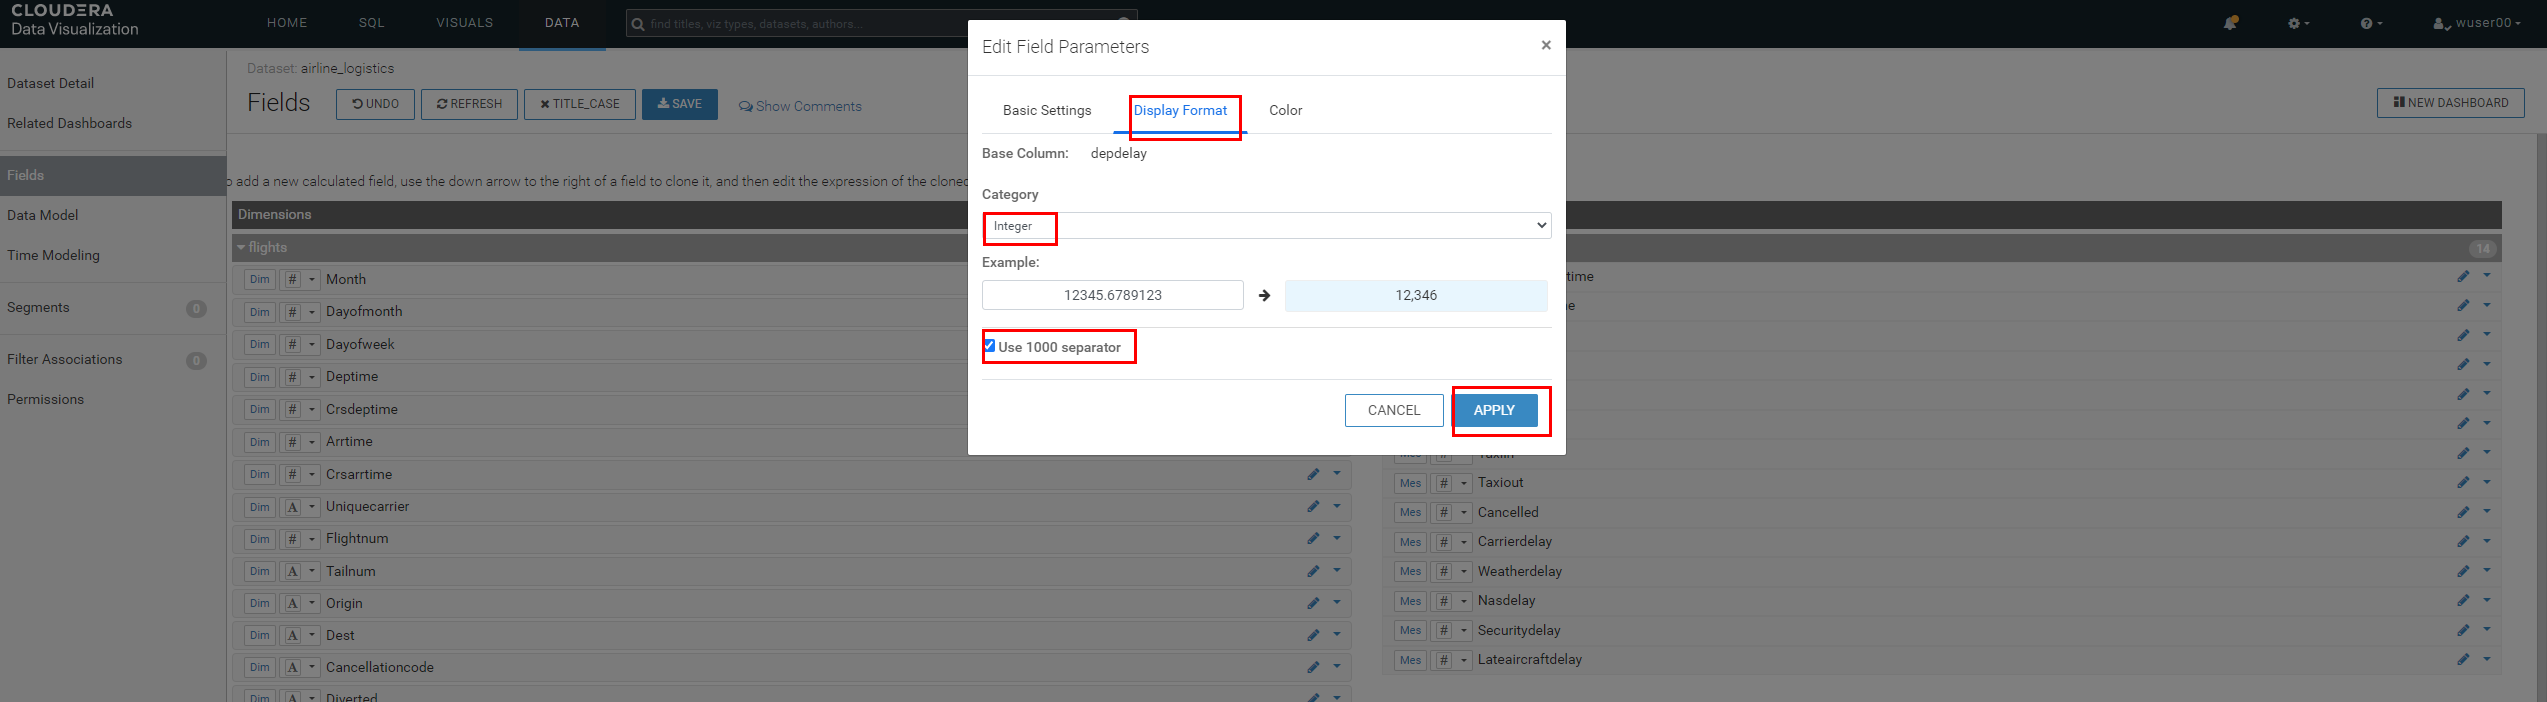 CLOUDERA
Data Visualization
HOME
SQL
VISUALS
DATA
find titles, viz types, datasets, authors...
wuser00
Dataset Detail
Related Dashboards
Fields
Data Model
Time Modeling
Segments
0
Filter Associations
0
Permissions
Dataset: airline_logistics
Fields
UNDO
REFRESH
TITLE_CASE
SAVE
Show Comments
NEW DASHBOARD
o add a new calculated field, use the down arrow to the right of a field to clone it, and then edit the expression of the cloned
Dimensions
flights
Dim # Month
Dim # Dayofmonth
Dim # Dayofweek
Dim # Deptime
Dim # Crsdeptime
Dim # Arrtime
Dim # Crsarrtime
Dim A Uniquecarrier
Dim # Flightnum
Dim A Tailnum
Dim A Origin
Dim A Dest
Dim A Cancellationcode
Dim A Diverted
Edit Field Parameters
×
Basic Settings
Display Format
Color
Base Column: depdelay
Category
Integer
Example:
12345.6789123
12,346
Use 1000 separator
CANCEL
APPLY
14
time
e
Mes # Taxiin
Mes # Taxiout
Mes # Cancelled
Mes # Carrierdelay
Mes # Weatherdelay
Mes # Nasdelay
Mes # Securitydelay
Mes # Lateaircraftdelay